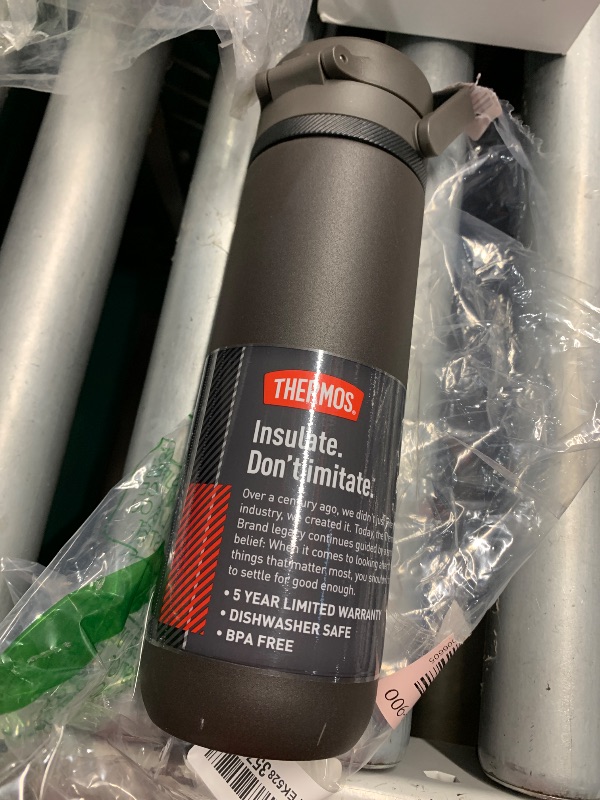 THERMOS®
Insulate.
Don't imitate.
Over a century ago, we didn't just
industry, we created it. Today, the
Brand legacy continues guided by
belief: When it comes to looking
things that matter most, you
to settle for good enough.
• 5 YEAR LIMITED WARRANTY
• DISHWASHER SAFE
• BPA FREE